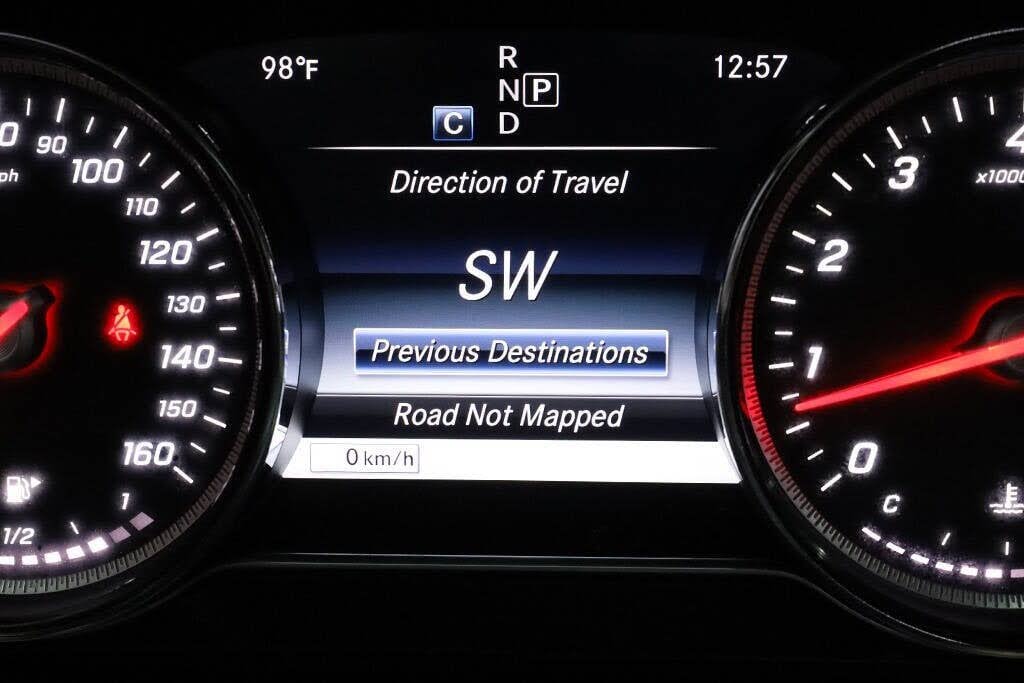 98°F
R
12:57
N P
C D
Direction of Travel
SW
Previous Destinations
Road Not Mapped
0 km/h
90
100
110
120
130
140
150
160
1
1/2
4
x1000
3
2
1
0
C